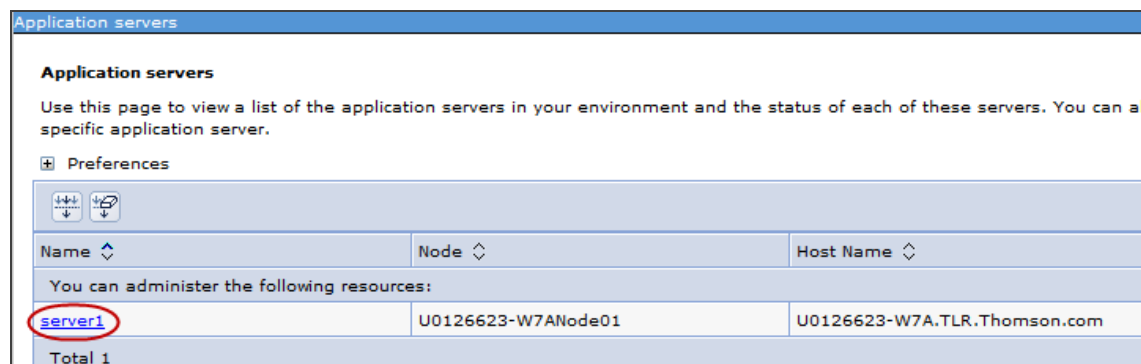 Application servers
Application servers
Use this page to view a list of the application servers in your environment and the status of each of these servers. You can a
specific application server.
Preferences
Name Node Host Name
You can administer the following resources:
server1 U0126623-W7ANode01 U0126623-W7A.TLR.Thomson.com
Total 1